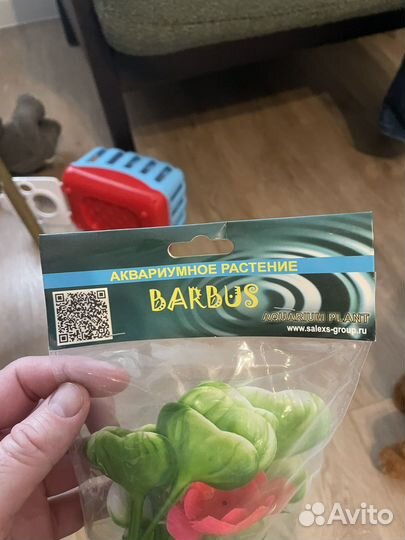 АКВАРИУМНОЕ РАСТЕНИЕ
BARBUS
AQUARIUM PLANT
www.salexs-group.ru
Avito